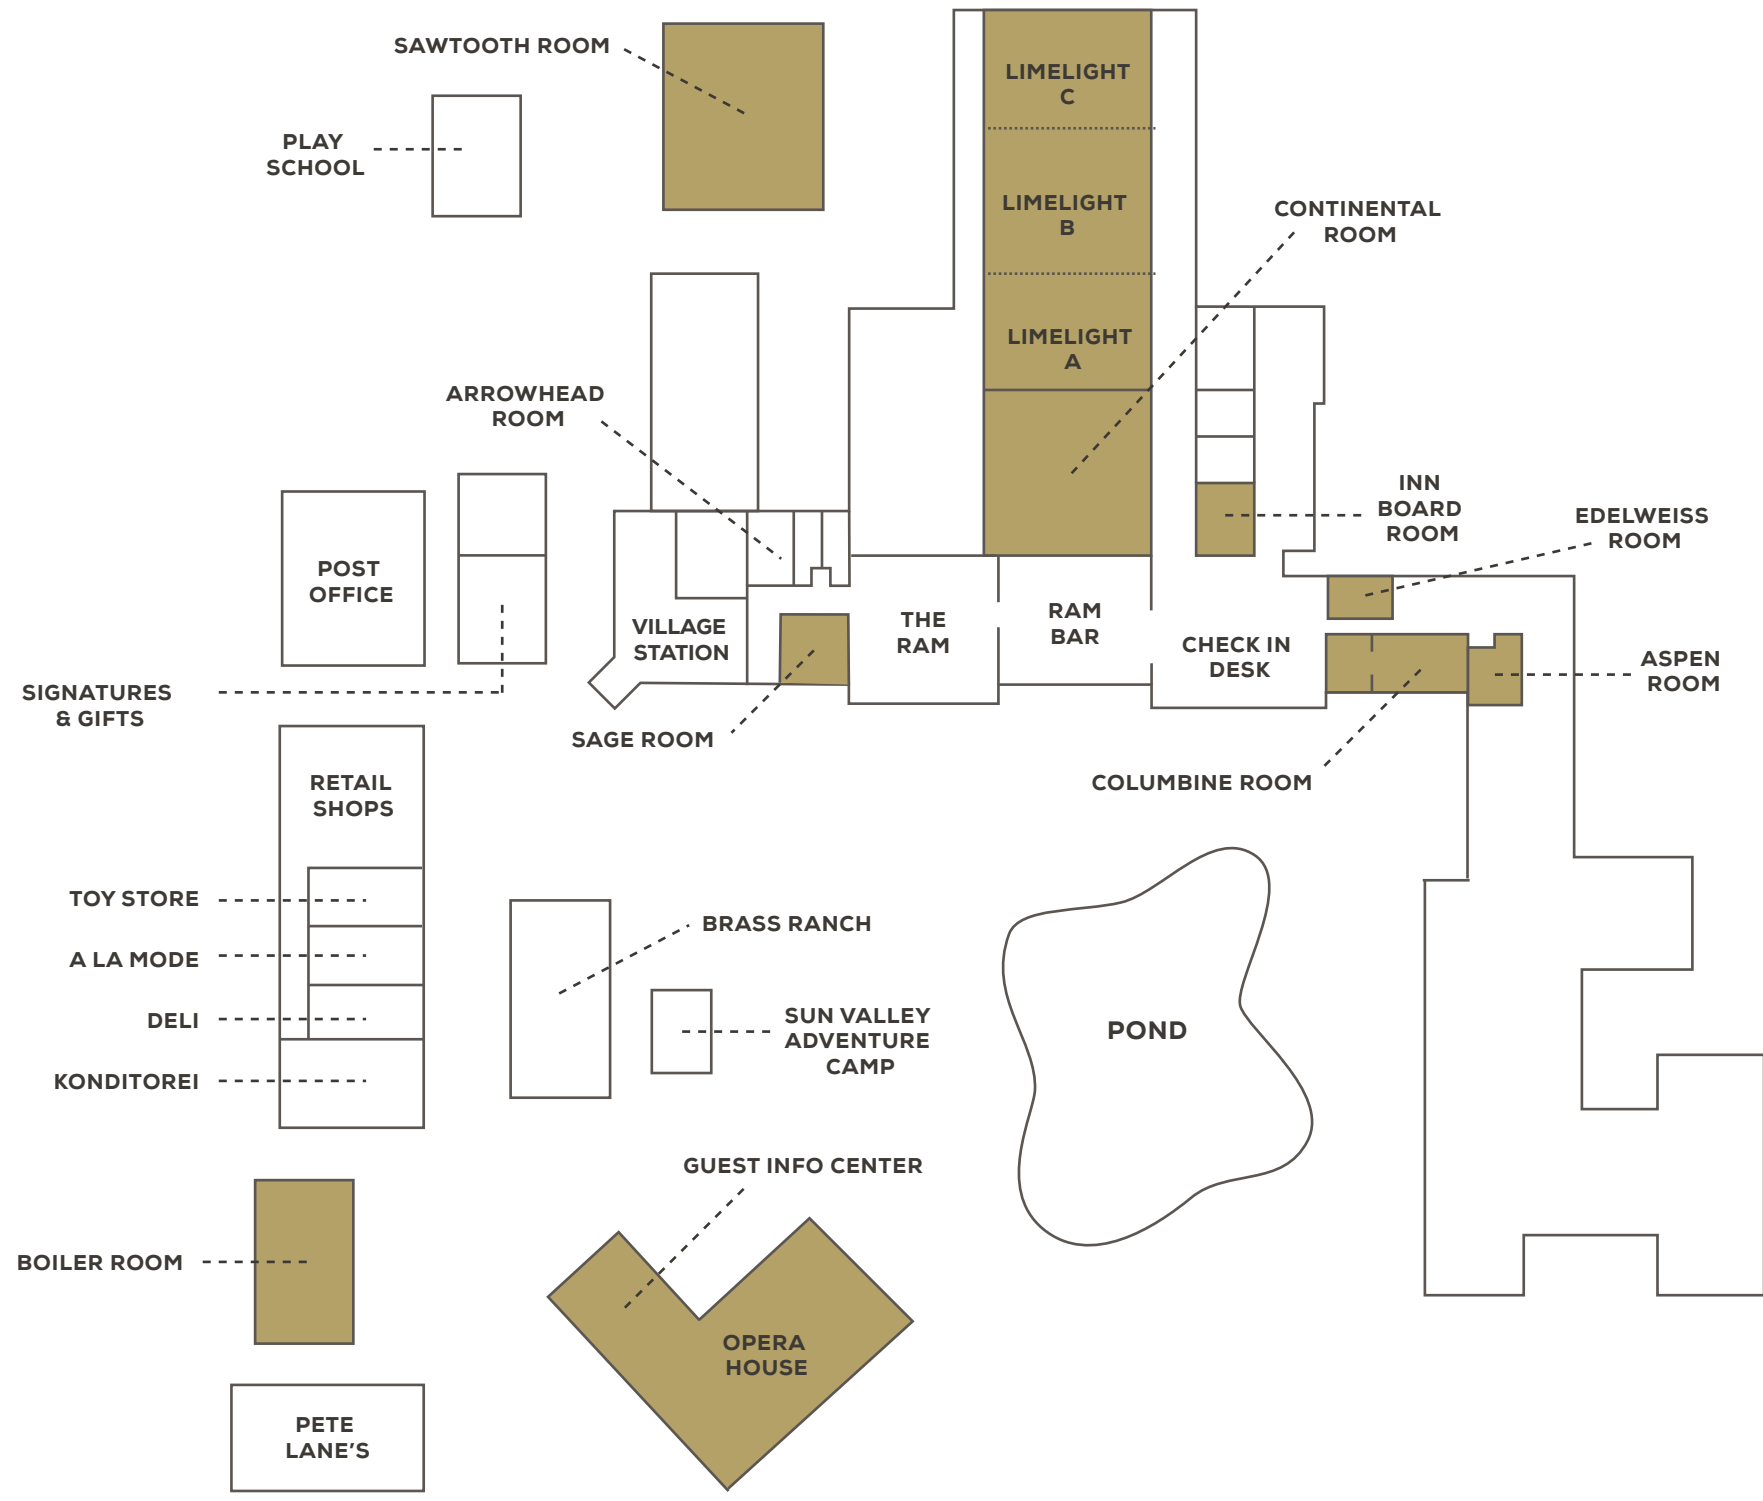 SAWTOOTH ROOM
PLAY
SCHOOL
LIMELIGHT
C
LIMELIGHT
B
LIMELIGHT
A
CONTINENTAL
ROOM
ARROWHEAD
ROOM
INN
BOARD
ROOM
EDELWEISS
ROOM
POST
OFFICE
VILLAGE
STATION
THE
RAM
RAM
BAR
CHECK IN
DESK
ASPEN
ROOM
SIGNATURES
& GIFTS
SAGE ROOM
COLUMBINE ROOM
RETAIL
SHOPS
TOY STORE
A LA MODE
DELI
KONDITOREI
BRASS RANCH
SUN VALLEY
ADVENTURE
CAMP
POND
GUEST INFO CENTER
BOILER ROOM
OPERA
HOUSE
PETE
LANE'S